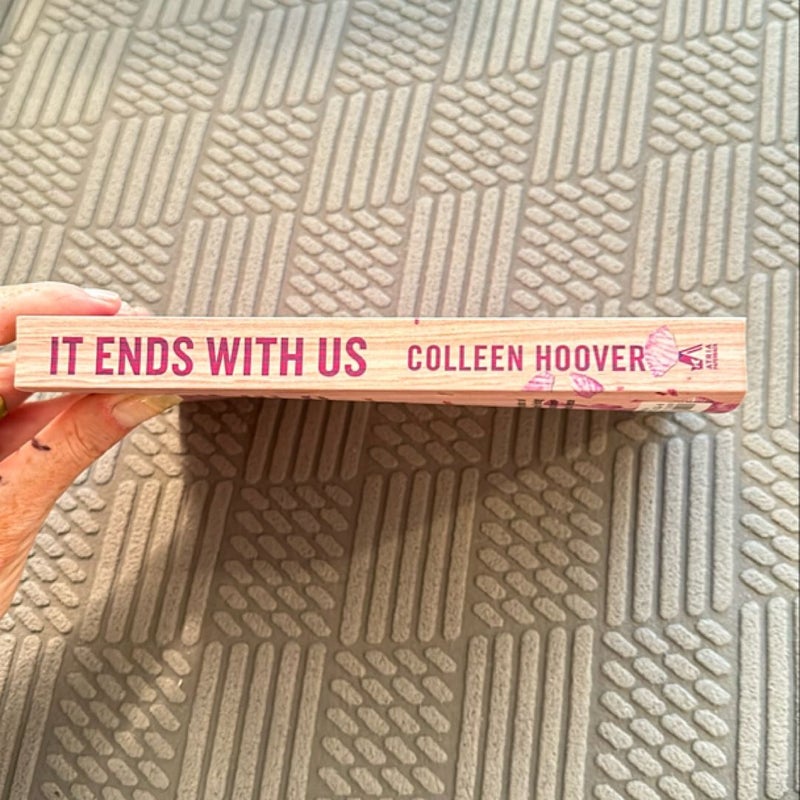 IT ENDS WITH US
COLLEEN HOOVER
ATRIA